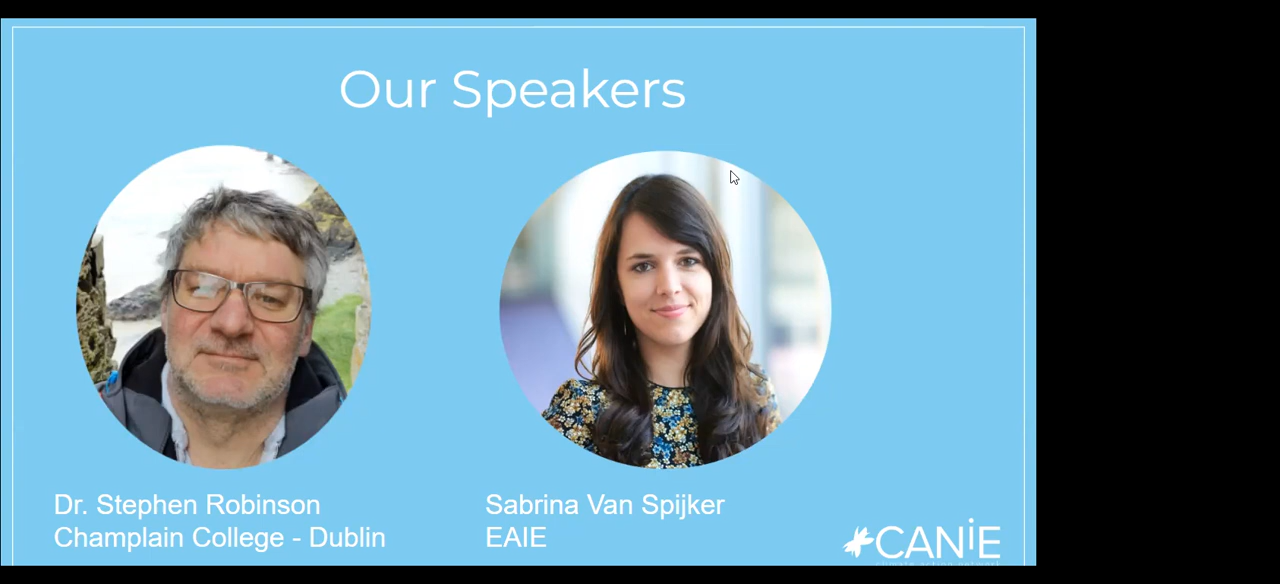 Our Speakers
Dr. Stephen Robinson
Champlain College - Dublin
Sabrina Van Spijker
EAIE
CANiE